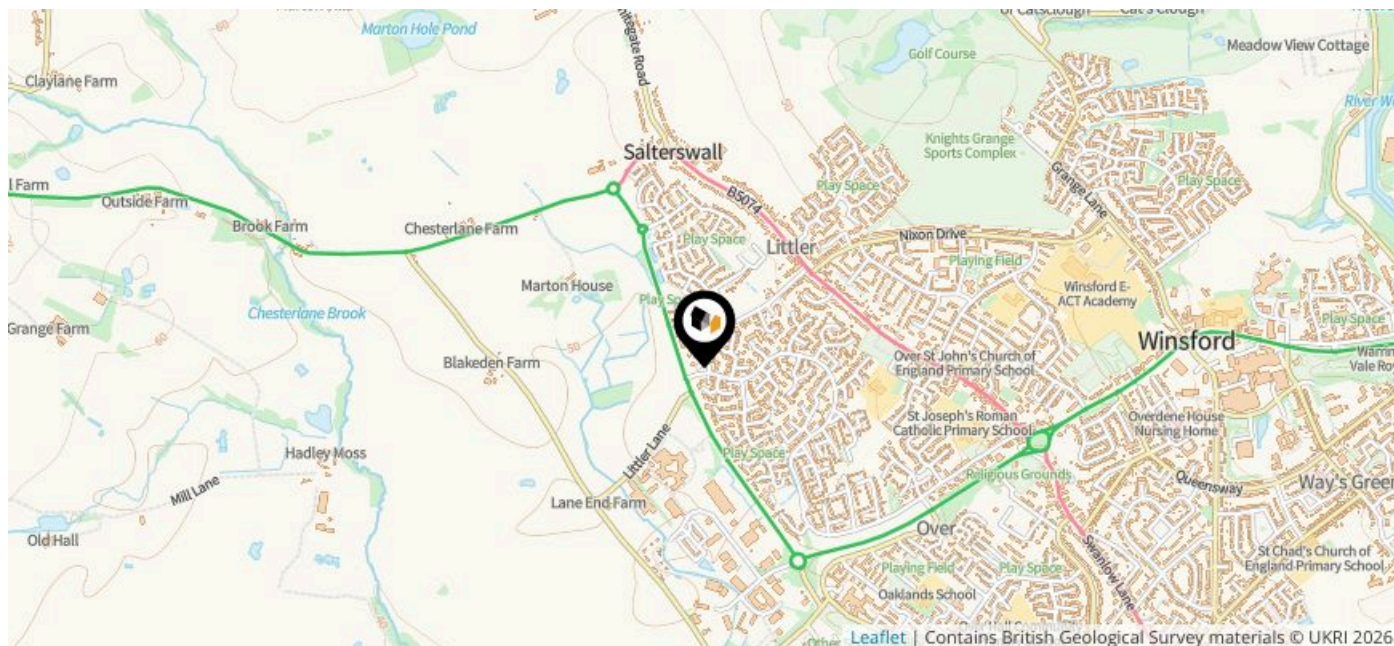 Marton Hole Pond
Claylane Farm
Golf Course
Cat's Clough
Meadow View Cottage
Knights Grange
Sports Complex
Salterswall
B5074
Grange Lane
Play Space
Play Space
Outside Farm
Brook Farm
Chesterlane Farm
Nixon Drive
Littler
Play Space
Playing Field
Winsford E-
ACT Academy
Marton House
Chesterlane Brook
Grange Farm
Play Space
Winsford
Blakeden Farm
Over St John's Church of
England Primary School
St Joseph's Roman
Catholic Primary School
Overdene House
Nursing Home
Littler Lane
Play Space
Religious Grounds
Queensway
Hadley Moss
Mill Lane
Lane End Farm
Old Hall
Over
Swanlow Lane
St Chad's Church of
England Primary School
Playing Field
Play Space
Oaklands School
Other
Leaflet | Contains British Geological Survey materials © UKRI 2026